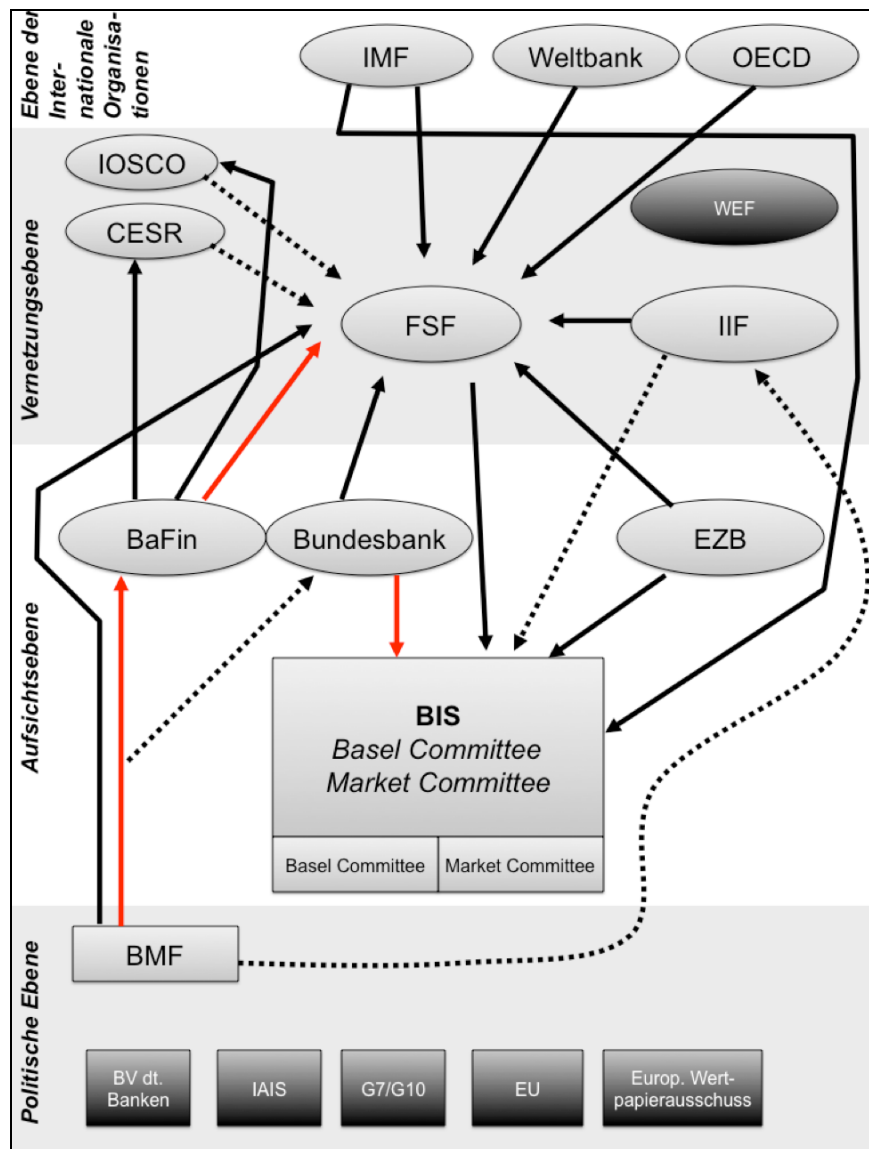 Ebene der
Inter-
nationale
Organisa-
tionen
IMF
Weltbank
OECD
Vernetzungsebene
IOSCO
CESR
WEF
FSF
IIF
Aufsichtsebene
BaFin
Bundesbank
EZB
BIS
Basel Committee
Market Committee
Basel Committee
Market Committee
Politische Ebene
BMF
BV dt.
Banken
IAIS
G7/G10
EU
Europ. Wert-
papierausschuss